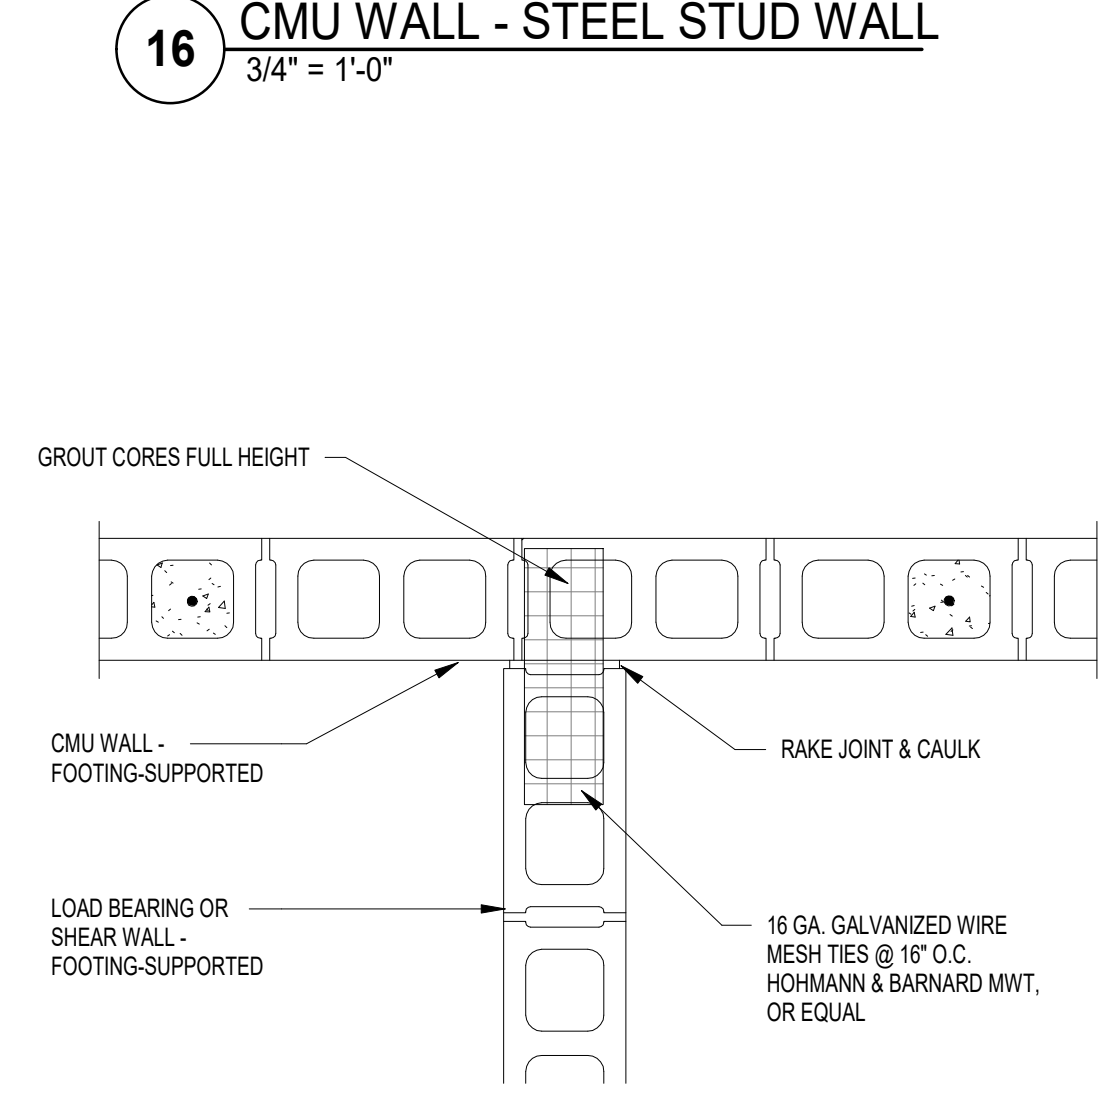 16
CMU WALL - STEEL STUD WALL
3/4" = 1'-0"
GROUT CORES FULL HEIGHT
CMU WALL -
FOOTING-SUPPORTED
RAKE JOINT & CAULK
LOAD BEARING OR
SHEAR WALL -
FOOTING-SUPPORTED
16 GA. GALVANIZED WIRE
MESH TIES @ 16" O.C.
HOHMANN & BARNARD MWT,
OR EQUAL